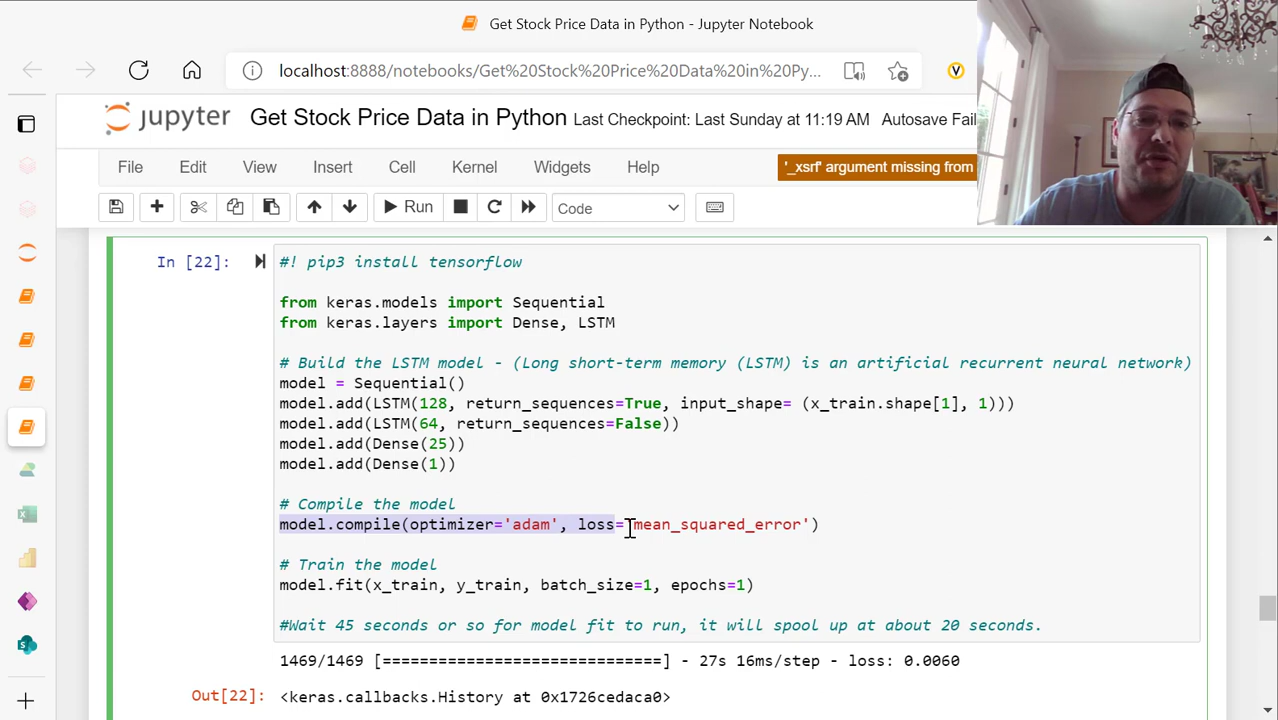 Get Stock Price Data in Python - Jupyter Notebook
localhost:8888/notebooks/Get%20Stock%20Price%20Data%20in%20Py...
V
jupyter Get Stock Price Data in Python Last Checkpoint: Last Sunday at 11:19 AM Autosave Fail
File Edit View Insert Cell Kernel Widgets Help
'_xsrf' argument missing from
Run Code
In [22]: #! pip3 install tensorflow
from keras.models import Sequential
from keras.layers import Dense, LSTM
# Build the LSTM model - (Long short-term memory (LSTM) is an artificial recurrent neural network)
model = Sequential()
model.add(LSTM(128, return_sequences=True, input_shape= (x_train.shape[1], 1)))
model.add(LSTM(64, return_sequences=False))
model.add(Dense(25))
model.add(Dense(1))
# Compile the model
model.compile(optimizer='adam', loss='mean_squared_error')
# Train the model
model.fit(x_train, y_train, batch_size=1, epochs=1)
#Wait 45 seconds or so for model fit to run, it will spool up at about 20 seconds.
1469/1469 [==============================] - 27s 16ms/step - loss: 0.0060
Out[22]: <keras.callbacks.History at 0x1726cedaca0>